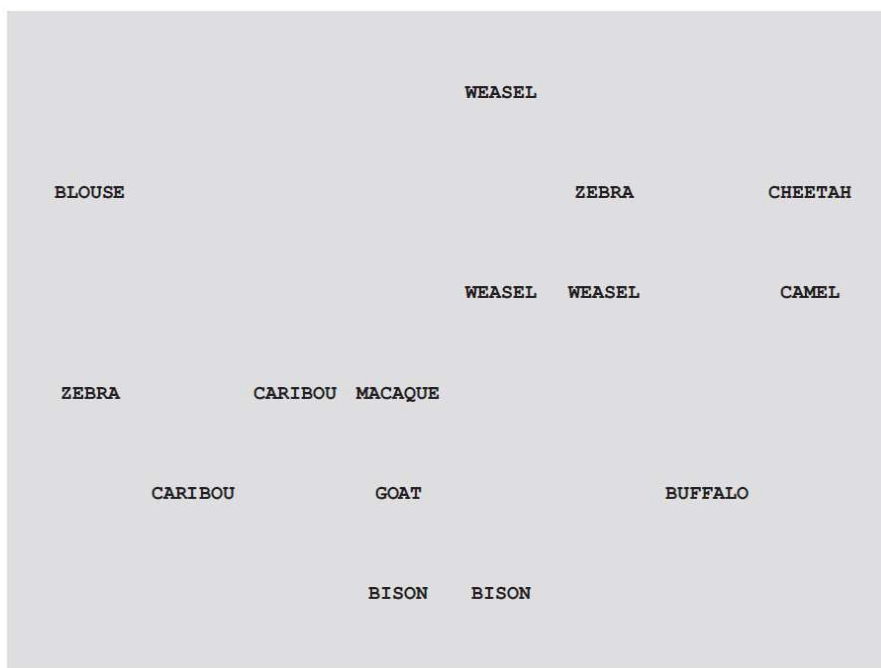 WEASEL
BLOUSE ZEBRA CHEETAH
WEASEL WEASEL CAMEL
ZEBRA CARIBOU MACAQUE
CARIBOU GOAT BUFFALO
BISON BISON